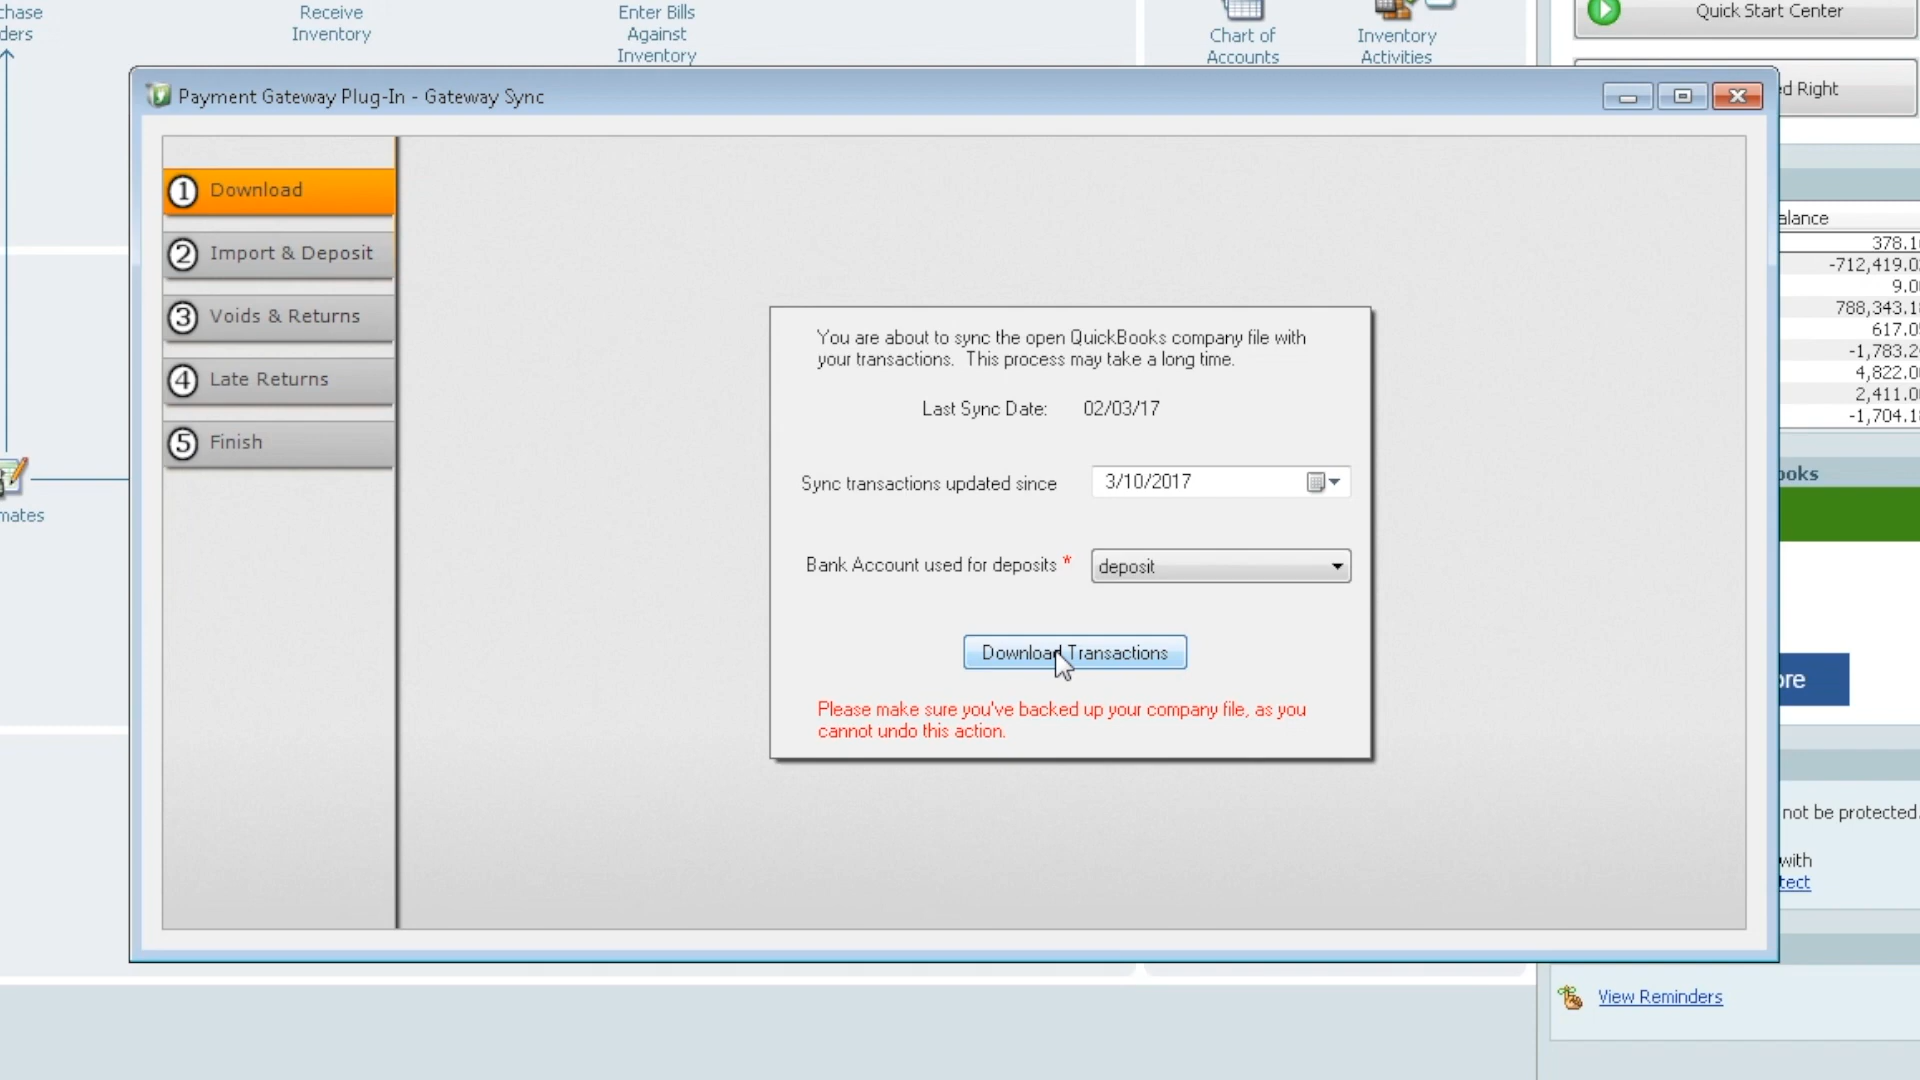 chase
ders
Receive
Inventory
Enter Bills
Against
Inventory
Chart of
Accounts
Inventory
Activities
Quick Start Center
ed Right
Payment Gateway Plug-In - Gateway Sync
1 Download
2 Import & Deposit
3 Voids & Returns
4 Late Returns
5 Finish
You are about to sync the open QuickBooks company file with
your transactions. This process may take a long time.
Last Sync Date: 02/03/17
Sync transactions updated since 3/10/2017
Bank Account used for deposits * deposit
Download Transactions
Please make sure you've backed up your company file, as you
cannot undo this action.
mates
alance
378.1
-712,419.0
9.0
788,343.1
617.0
-1,783.2
4,822.0
2,411.0
-1,704.1
ooks
ore
not be protected.
with
tect
View Reminders